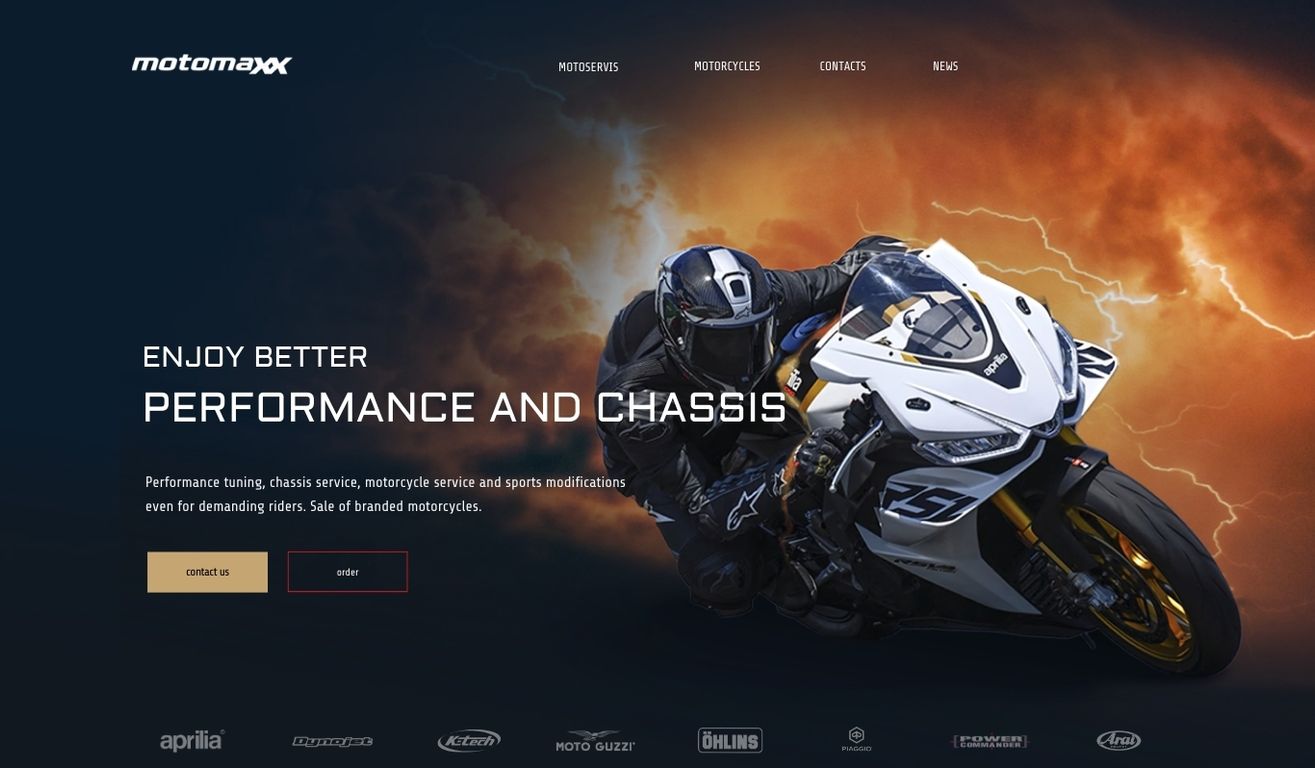 motomaxx
MOTOSERVIS MOTORCYCLES CONTACTS NEWS
ENJOY BETTER
PERFORMANCE AND CHASSIS
Performance tuning, chassis service, motorcycle service and sports modifications
even for demanding riders. Sale of branded motorcycles.
contact us order
aprilia
RS
aprilia Dynojet K-tech MOTO GUZZI ÖHLINS PIAGGIO POWER COMMANDER Arai